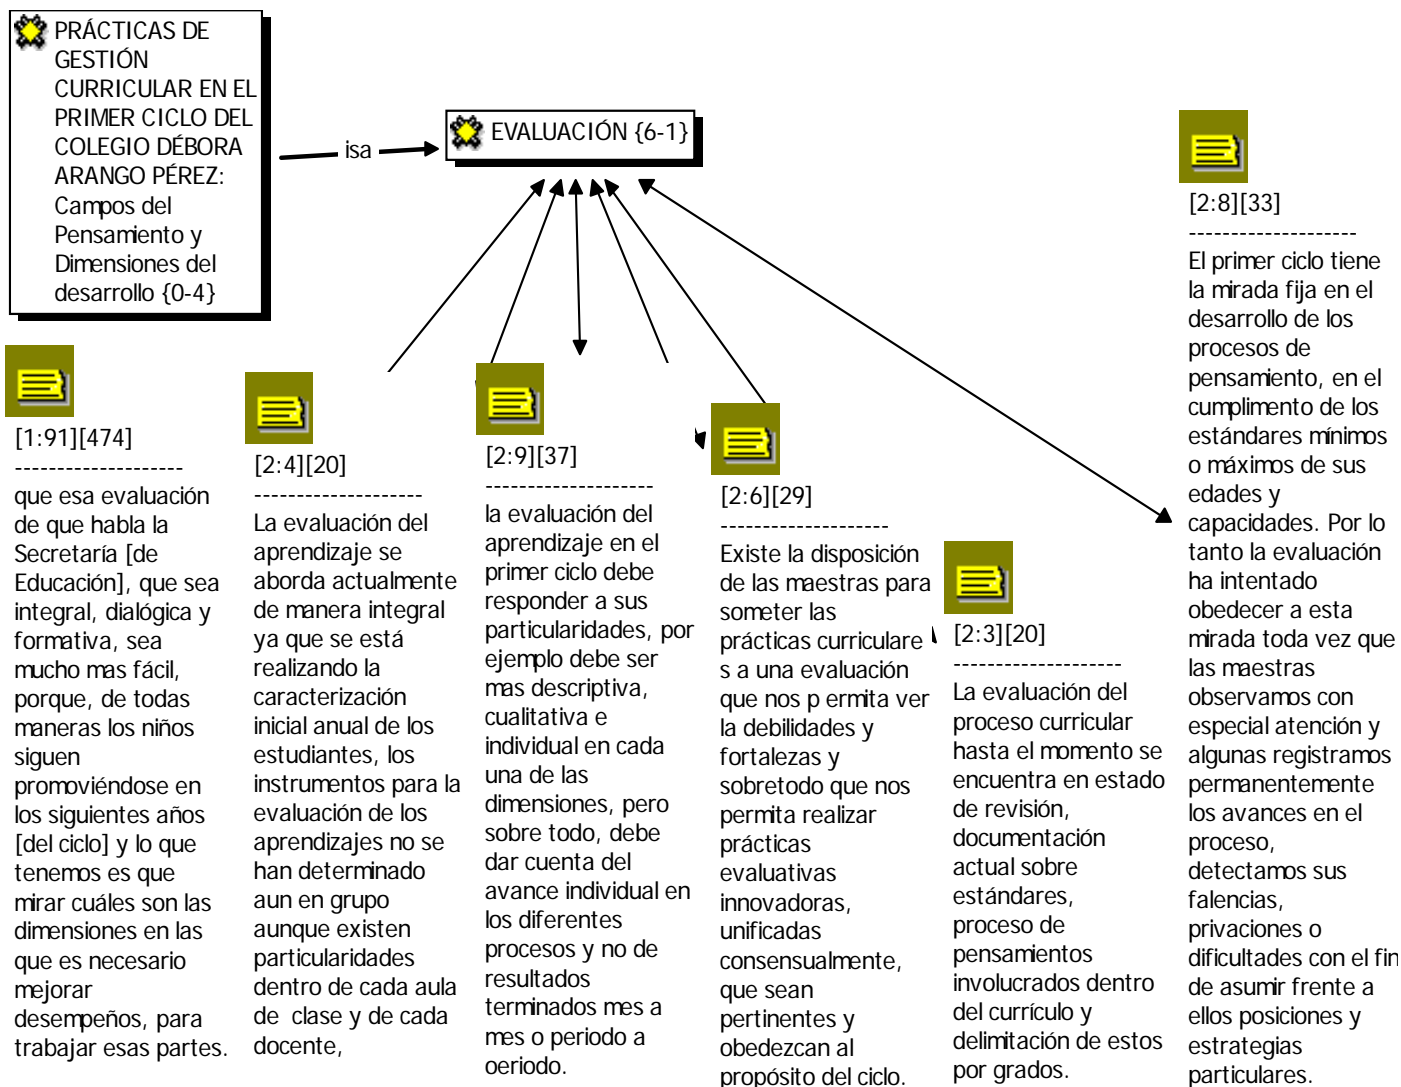 PRÁCTICAS DE
GESTIÓN
CURRICULAR EN EL
PRIMER CICLO DEL
COLEGIO DÉBORA
ARANGO PÉREZ:
Campos del
Pensamiento y
Dimensiones del
desarrollo {0-4}
isa
EVALUACIÓN {6-1}
[1:91][474]
--------------------
que esa evaluación
de que habla la
Secretaría [de
Educación], que sea
integral, dialógica y
formativa, sea
mucho mas fácil,
porque, de todas
maneras los niños
siguen
promoviéndose en
los siguientes años
[del ciclo] y lo que
tenemos es que
mirar cuáles son las
dimensiones en las
que es necesario
mejorar
desempeños, para
trabajar esas partes.
[2:4][20]
--------------------
La evaluación del
aprendizaje se
aborda actualmente
de manera integral
ya que se está
realizando la
caracterización
inicial anual de los
estudiantes, los
instrumentos para la
evaluación de los
aprendizajes no se
han determinado
aun en grupo
aunque existen
particularidades
dentro de cada aula
de clase y de cada
docente,
[2:9][37]
--------------------
la evaluación del
aprendizaje en el
primer ciclo debe
responder a sus
particularidades, por
ejemplo debe ser
mas descriptiva,
cualitativa e
individual en cada
una de las
dimensiones, pero
sobre todo, debe
dar cuenta del
avance individual en
los diferentes
procesos y no de
resultados
terminados mes a
mes o periodo a
oeriodo.
[2:6][29]
--------------------
Existe la disposición
de las maestras para
someter las
prácticas curriculare
s a una evaluación
que nos p ermita ver
la debilidades y
fortalezas y
sobretodo que nos
permita realizar
prácticas
evaluativas
innovadoras,
unificadas
consensualmente,
que sean
pertinentes y
obedezcan al
propósito del ciclo.
[2:3][20]
--------------------
La evaluación del
proceso curricular
hasta el momento se
encuentra en estado
de revisión,
documentación
actual sobre
estándares,
proceso de
pensamientos
involucrados dentro
del currículo y
delimitación de estos
por grados.
[2:8][33]
--------------------
El primer ciclo tiene
la mirada fija en el
desarrollo de los
procesos de
pensamiento, en el
cumplimento de los
estándares mínimos
o máximos de sus
edades y
capacidades. Por lo
tanto la evaluación
ha intentado
obedecer a esta
mirada toda vez que
las maestras
observamos con
especial atención y
algunas registramos
permanentemente
los avances en el
proceso,
detectamos sus
falencias,
privaciones o
dificultades con el fin
de asumir frente a
ellos posiciones y
estrategias
particulares.